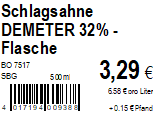 Schlagsahne
DEMETER 32% -
Flasche
BO 7517
SBG 500 ml
3,29 €
6.58 € pro Liter
4 017194 009388
+ 0.15 € Pfand